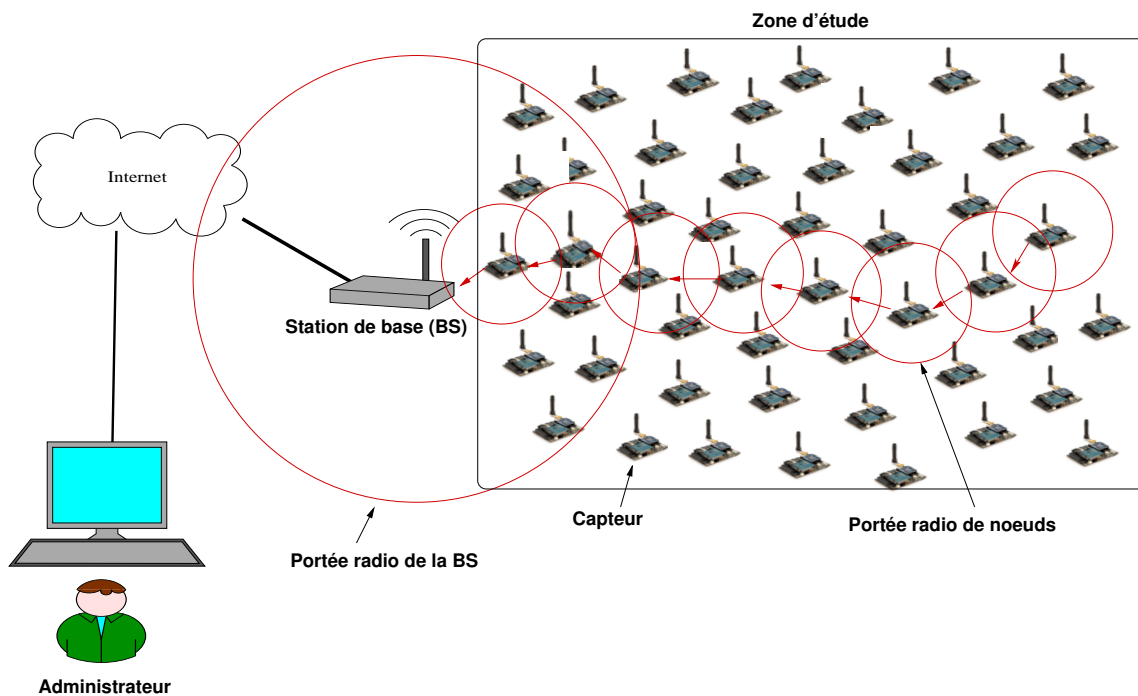 Zone d'étude
Internet
Station de base (BS)
Capteur
Portée radio de noeuds
Portée radio de la BS
Administrateur